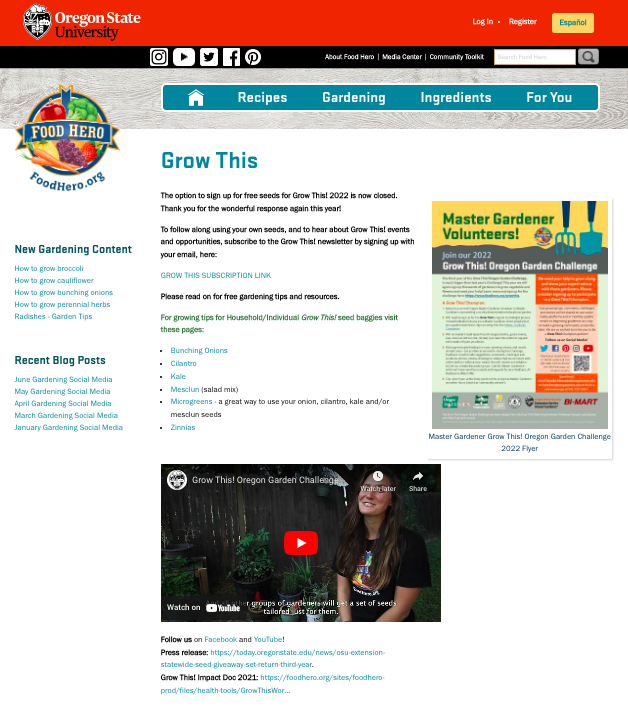 Oregon State
University
Log In • Register
Español
About Food Hero | Media Center | Community Toolkit
Search Food Hero
Recipes
Gardening
Ingredients
For You
FOOD HERO
FoodHero.org
Grow This
The option to sign up for free seeds for Grow This! 2022 is now closed.
Thank you for the wonderful response again this year!
To follow along using your own seeds, and to hear about Grow This! events
and opportunities, subscribe to the Grow This! newsletter by signing up with
your email, here:
GROW THIS SUBSCRIPTION LINK
Please read on for free gardening tips and resources.
For growing tips for Household/Individual Grow This! seed baggies visit
these pages:
• Bunching Onions
• Cilantro
• Kale
• Mesclun (salad mix)
• Microgreens - a great way to use your onion, cilantro, kale and/or
mesclun seeds
• Zinnias
New Gardening Content
How to grow broccoli
How to grow cauliflower
How to grow bunching onions
How to grow perennial herbs
Radishes - Garden Tips
Recent Blog Posts
June Gardening Social Media
May Gardening Social Media
April Gardening Social Media
March Gardening Social Media
January Gardening Social Media
Master Gardener
Volunteers!
Join our 2022
Grow This! Oregon Garden Challenge
Follow us on Social Media!
BI-MART
Master Gardener Grow This! Oregon Garden Challenge
2022 Flyer
Grow This! Oregon Garden Challenge
Watch later
Share
groups of gardeners will get a set of seeds
tailored just for them.
Watch on YouTube
Follow us on Facebook and YouTube!
Press release: https://today.oregonstate.edu/news/osu-extension-
statewide-seed-giveaway-set-return-third-year.
Grow This! Impact Doc 2021: https://foodhero.org/sites/foodhero-
prod/files/health-tools/GrowThisWor...